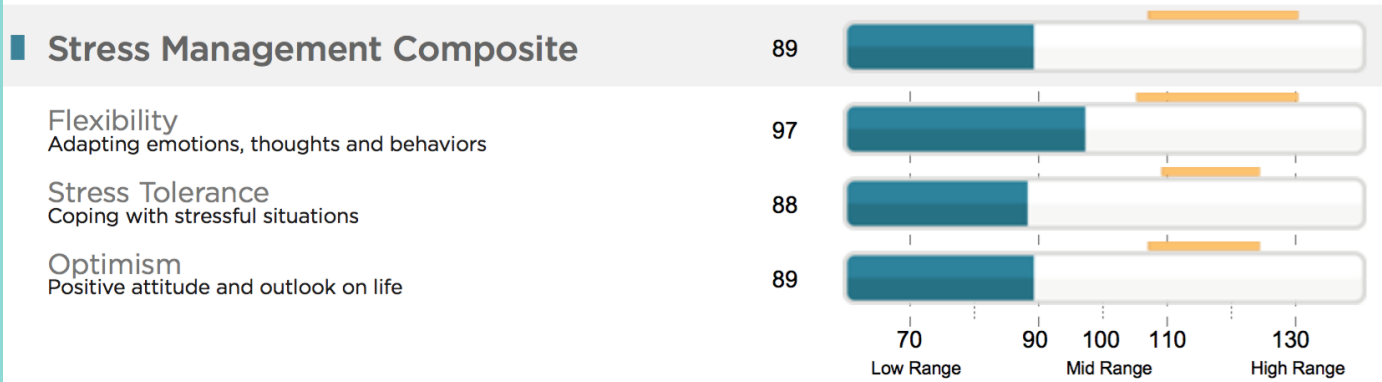 Stress Management Composite 89
Flexibility 97
Adapting emotions, thoughts and behaviors
Stress Tolerance 88
Coping with stressful situations
Optimism 89
Positive attitude and outlook on life
70 90 100 110 130
Low Range Mid Range High Range